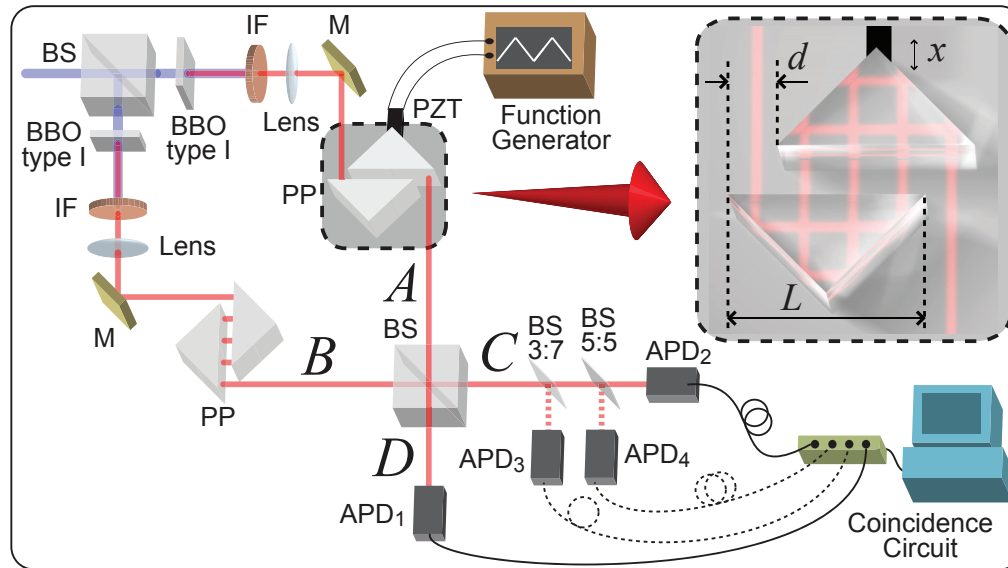 BS
IF
M
BBO
type I
Lens
PZT
Function
Generator
BBO
type I
PP
IF
Lens
M
A
BS
B
PP
C
BS
3:7
BS
5:5
APD2
D
APD3
APD4
APD1
Coincidence
Circuit
d
x
L